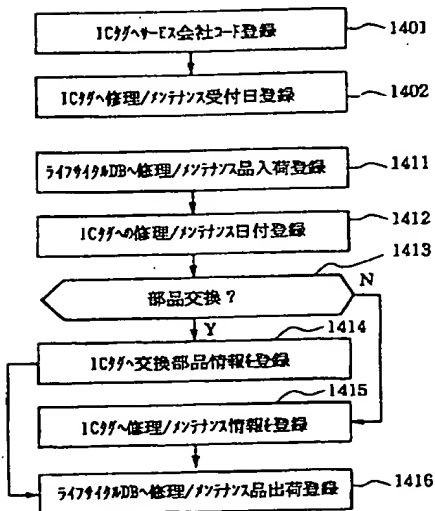 ICﾀｸﾞへｻｰﾋﾞｽ会社ｺｰﾄﾞ登録
1401
ICﾀｸﾞへ修理/ﾒﾝﾃﾅﾝｽ受付日登録
1402
ﾗｲﾌｻｲｸﾙDBへ修理/ﾒﾝﾃﾅﾝｽ品入荷登録
1411
ICﾀｸﾞへの修理/ﾒﾝﾃﾅﾝｽ日付登録
1412
1413
部品交換?
N
Y
1414
ICﾀｸﾞへ交換部品情報を登録
1415
ICﾀｸﾞへ修理/ﾒﾝﾃﾅﾝｽ情報を登録
ﾗｲﾌｻｲｸﾙDBへ修理/ﾒﾝﾃﾅﾝｽ品出荷登録
1416